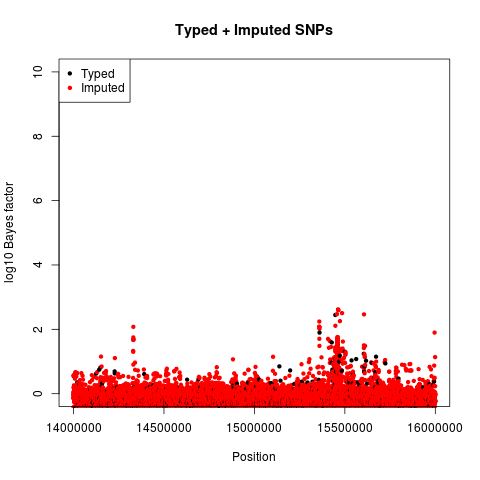 Typed + Imputed SNPs
Typed
Imputed
log10 Bayes factor
10
8
6
4
2
0
14000000 14500000 15000000 15500000 16000000
Position